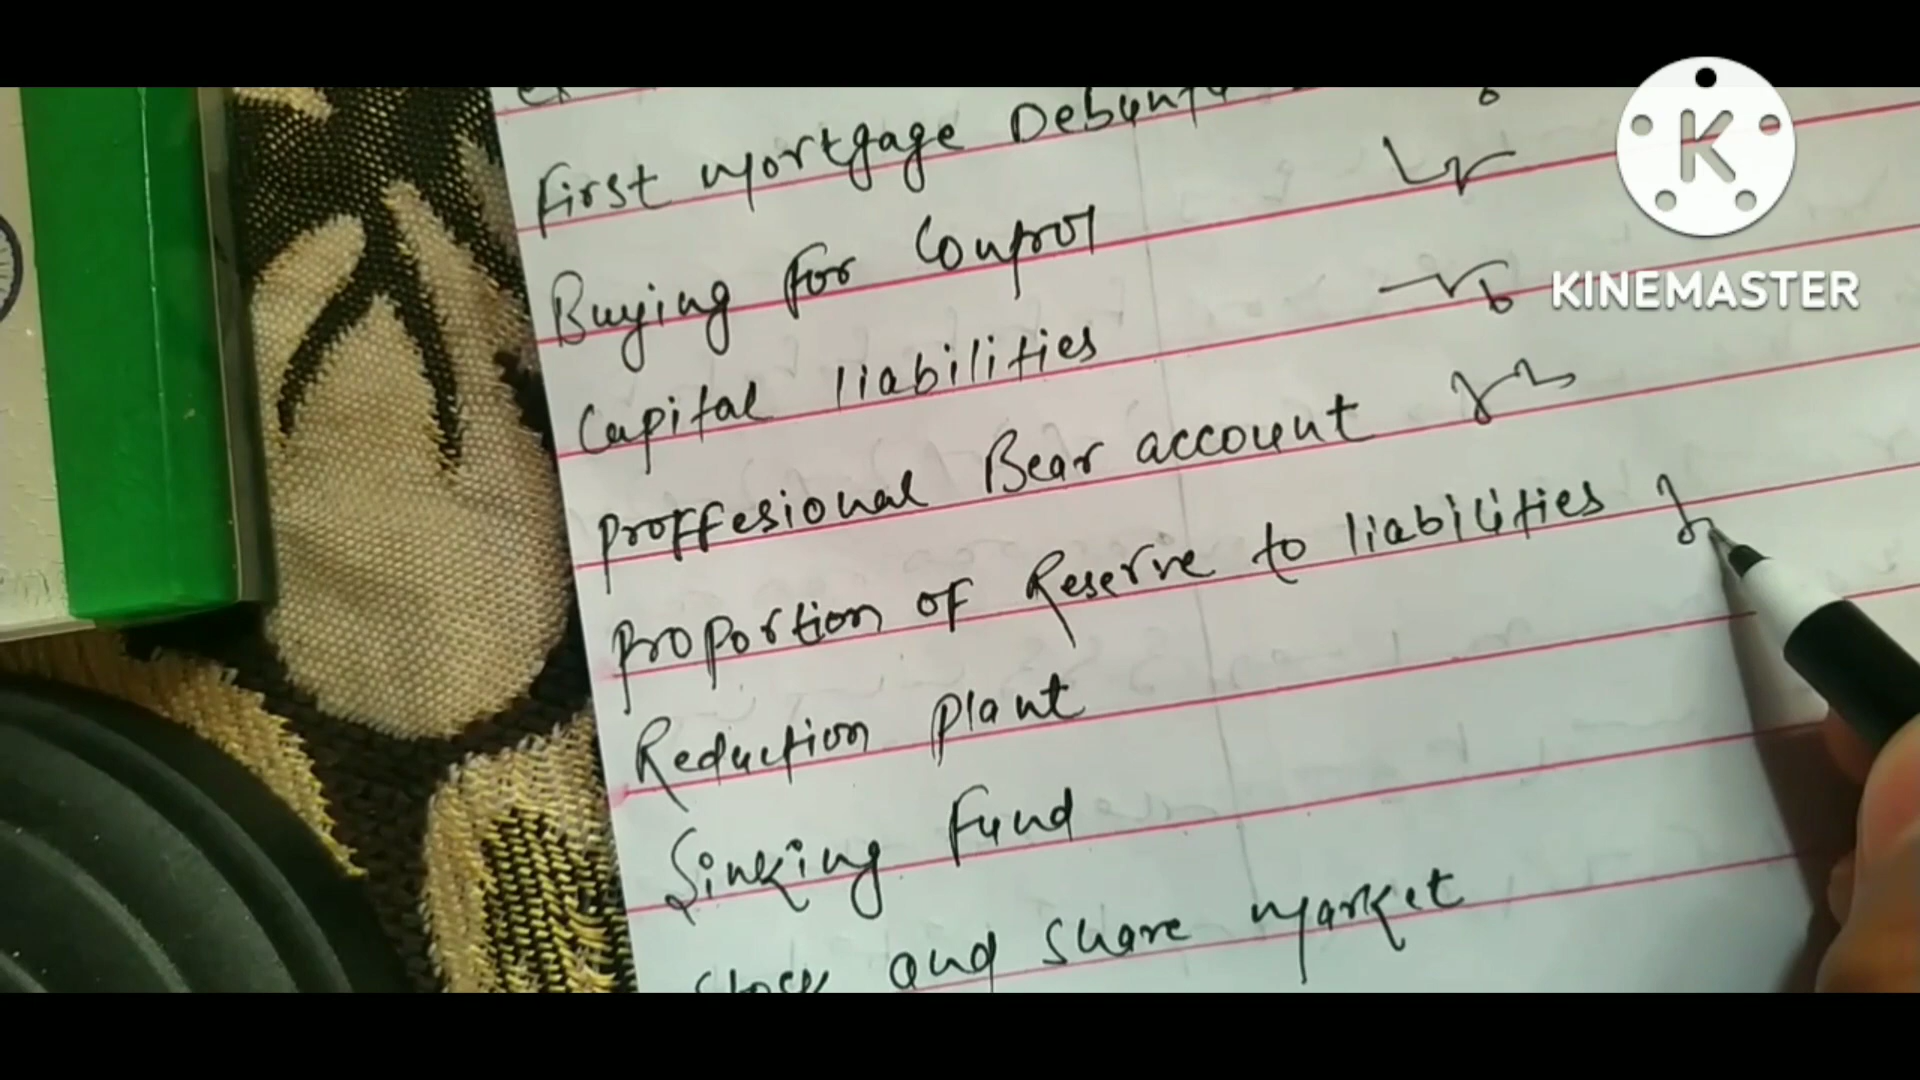 First Mortgage
Buying for Control
Capital liabilities
Proffesional Bear account
Proportion of Reserve to liabilities
Reduction plant
Sinking Fund
and share market
K
KINEMASTER